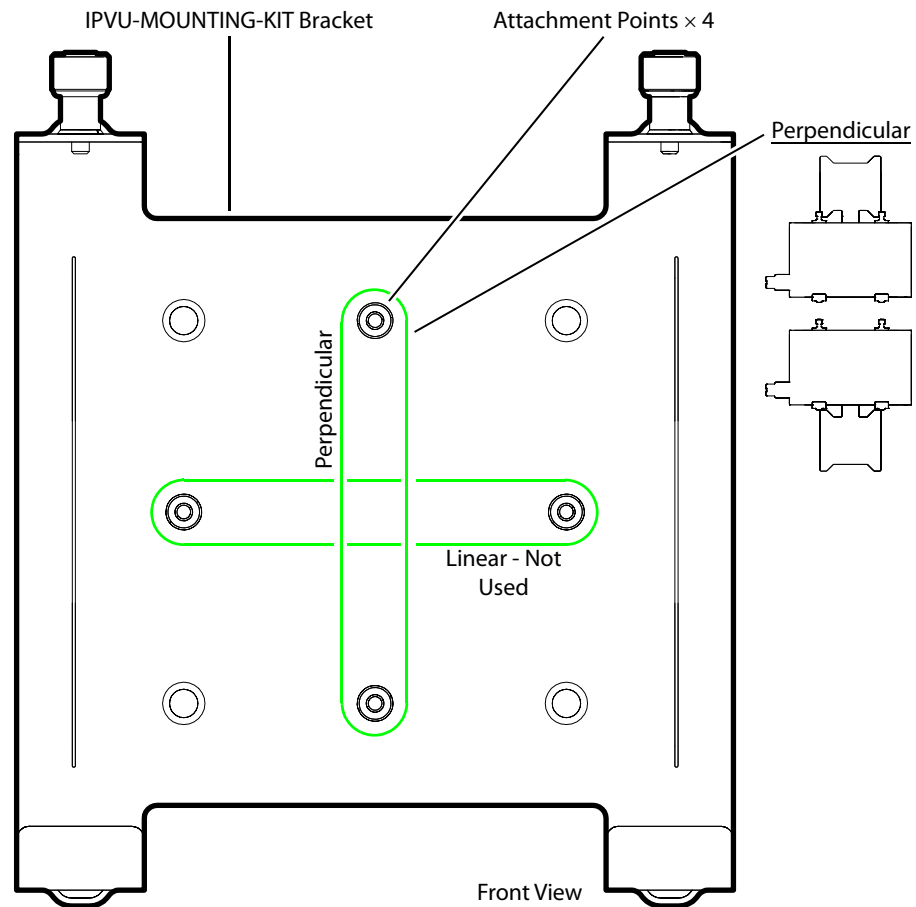 IPVU-MOUNTING-KIT Bracket
Attachment Points × 4
Perpendicular
Perpendicular
Linear - Not
Used
Front View